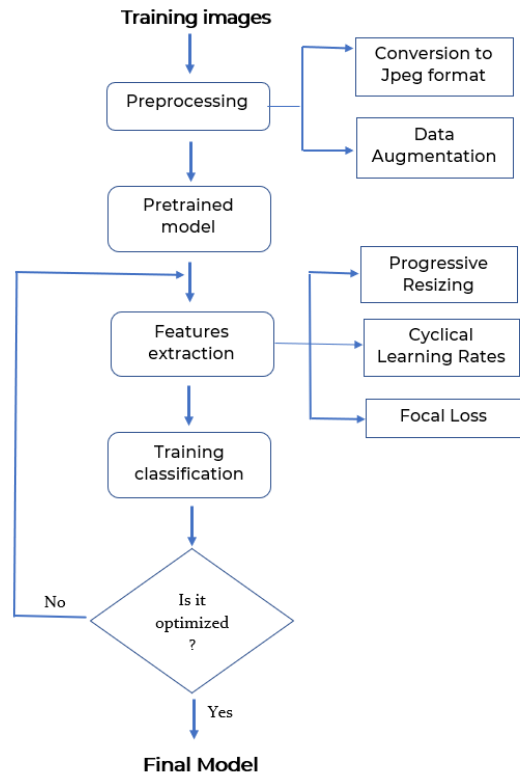 Training images
Preprocessing
Conversion to
Jpeg format
Data
Augmentation
Pretrained
model
Features
extraction
Progressive
Resizing
Cyclical
Learning Rates
Focal Loss
Training
classification
Is it
optimized
?
No
Yes
Final Model